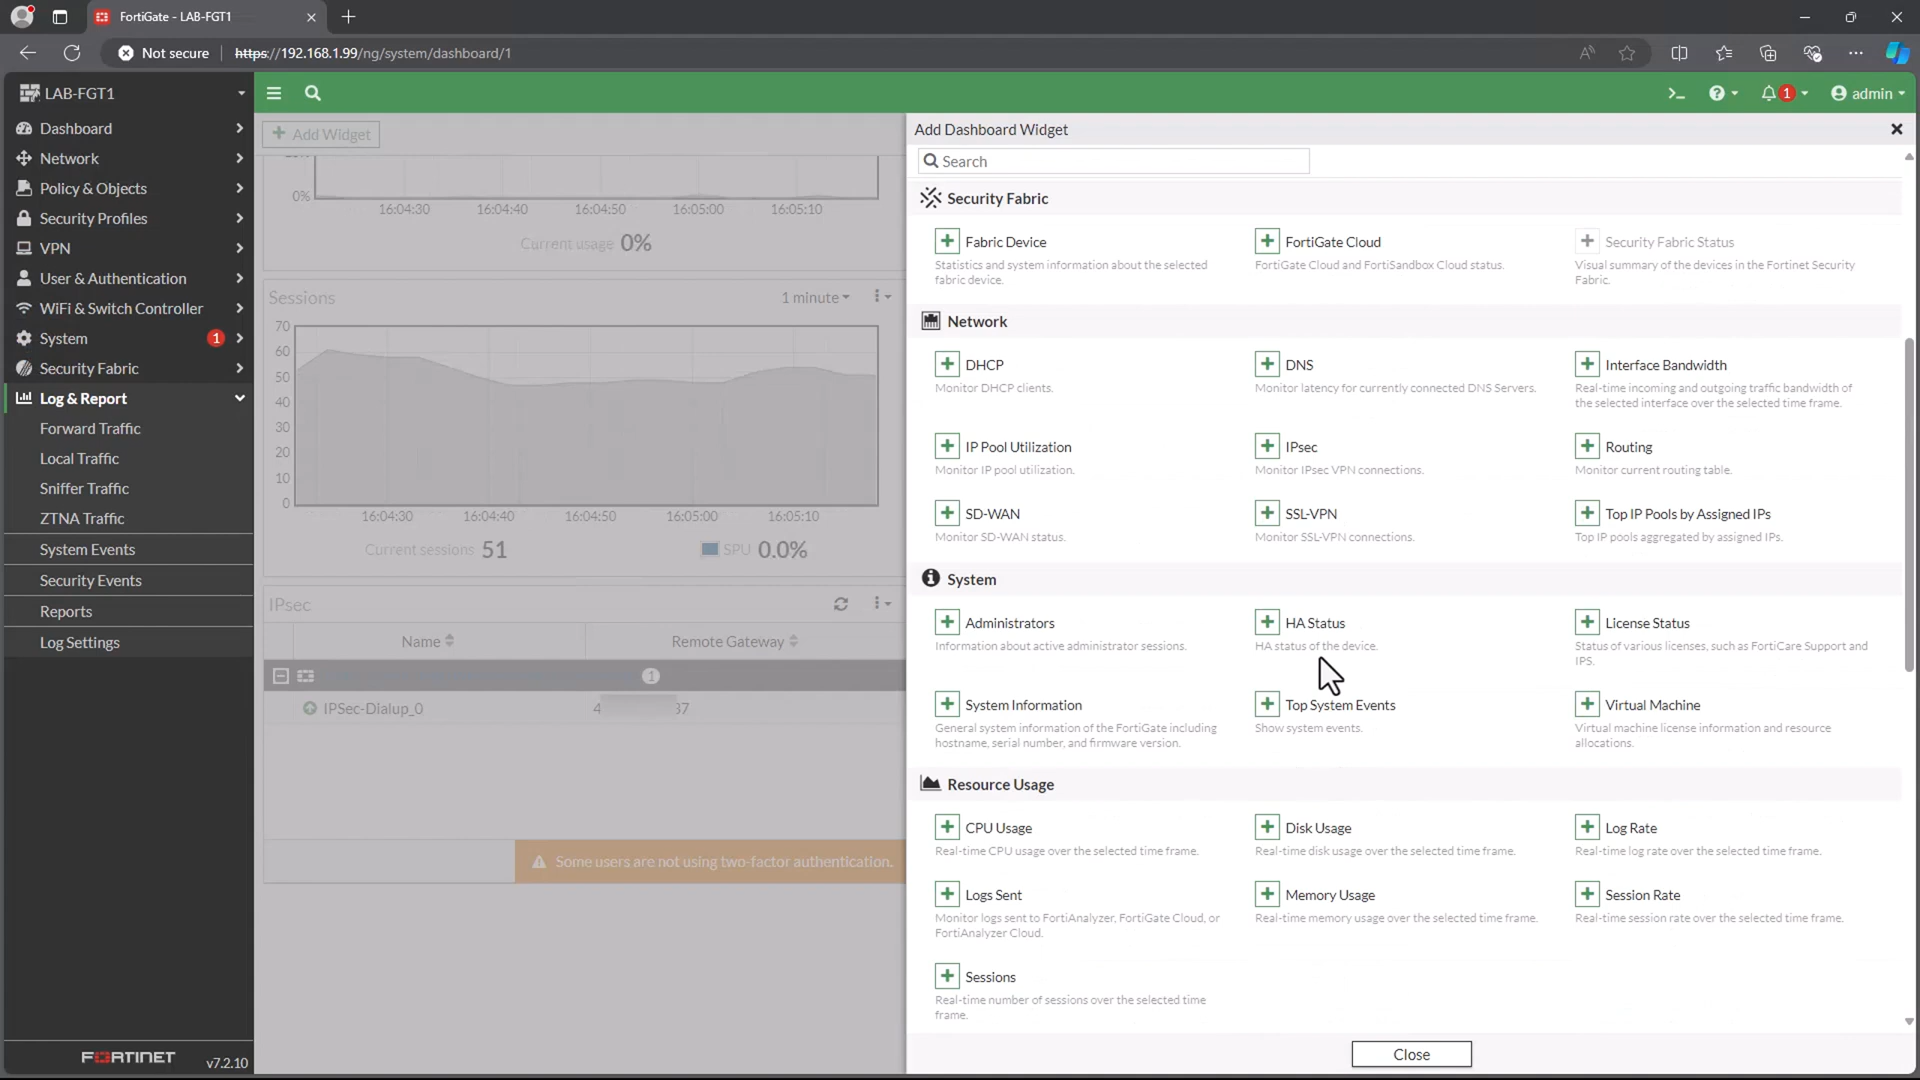 FortiGate - LAB-FGT1
Not secure
https://192.168.1.99/ng/system/dashboard/1
LAB-FGT1
1
admin
Dashboard
Network
Policy & Objects
Security Profiles
VPN
User & Authentication
WiFi & Switch Controller
System
1
Security Fabric
Log & Report
Forward Traffic
Local Traffic
Sniffer Traffic
ZTNA Traffic
System Events
Security Events
Reports
Log Settings
FORTINET
v7.2.10
Add Widget
0%
16:04:30 16:04:40 16:04:50 16:05:00 16:05:10
Current usage 0%
Sessions
1 minute
70
60
50
40
30
20
10
0
16:04:30 16:04:40 16:04:50 16:05:00 16:05:10
Current sessions 51
SPU 0.0%
IPsec
Name
Remote Gateway
1
IPSec-Dialup_0
4 37
Some users are not using two-factor authentication.
Add Dashboard Widget
Search
Security Fabric
Fabric Device
Statistics and system information about the selected
fabric device.
FortiGate Cloud
FortiGate Cloud and FortiSandbox Cloud status.
Security Fabric Status
Visual summary of the devices in the Fortinet Security
Fabric.
Network
DHCP
Monitor DHCP clients.
DNS
Monitor latency for currently connected DNS Servers.
Interface Bandwidth
Real-time incoming and outgoing traffic bandwidth of
the selected interface over the selected time frame.
IP Pool Utilization
Monitor IP pool utilization.
IPsec
Monitor IPsec VPN connections.
Routing
Monitor current routing table.
SD-WAN
Monitor SD-WAN status.
SSL-VPN
Monitor SSL-VPN connections.
Top IP Pools by Assigned IPs
Top IP pools aggregated by assigned IPs.
System
Administrators
Information about active administrator sessions.
HA Status
HA status of the device.
License Status
Status of various licenses, such as FortiCare Support and
IPS.
System Information
General system information of the FortiGate including
hostname, serial number, and firmware version.
Top System Events
Show system events.
Virtual Machine
Virtual machine license information and resource
allocations.
Resource Usage
CPU Usage
Real-time CPU usage over the selected time frame.
Disk Usage
Real-time disk usage over the selected time frame.
Log Rate
Real-time log rate over the selected time frame.
Logs Sent
Monitor logs sent to FortiAnalyzer, FortiGate Cloud, or
FortiAnalyzer Cloud.
Memory Usage
Real-time memory usage over the selected time frame.
Session Rate
Real-time session rate over the selected time frame.
Sessions
Real-time number of sessions over the selected time
frame.
Close